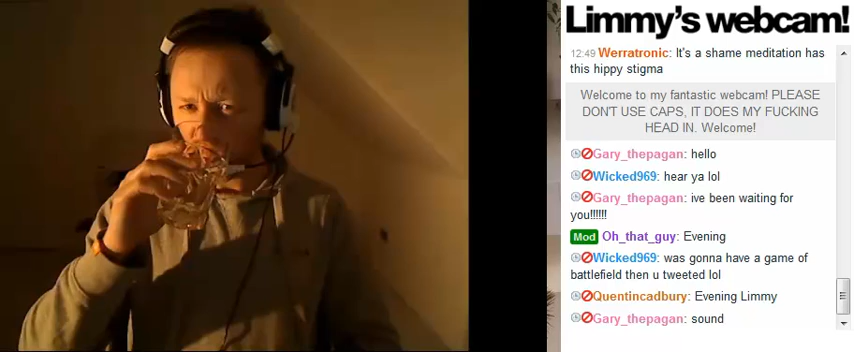 Limmy's webcam!
12:49 Werratronic: It's a shame meditation has
this hippy stigma
Welcome to my fantastic webcam! PLEASE
DON'T USE CAPS, IT DOES MY FUCKING
HEAD IN. Welcome!
Gary_thepagan: hello
Wicked969: hear ya lol
Gary_thepagan: ive been waiting for
you!!!!!!
Mod Oh_that_guy: Evening
Wicked969: was gonna have a game of
battlefield then u tweeted lol
Quentincadbury: Evening Limmy
Gary_thepagan: sound